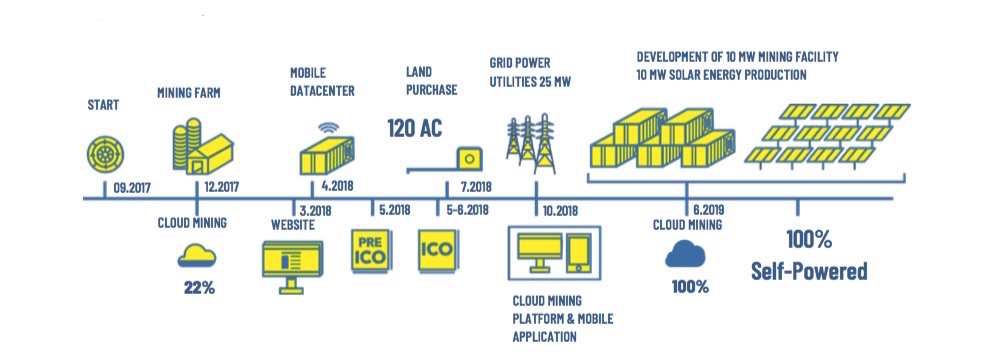 START
09.2017
MINING FARM
12.2017
CLOUD MINING
22%
3.2018
WEBSITE
MOBILE
DATACENTER
4.2018
5.2018
PRE
ICO
5-6.2018
ICO
LAND
PURCHASE
120 AC
7.2018
GRID POWER
UTILITIES 25 MW
10.2018
CLOUD MINING
PLATFORM & MOBILE
APPLICATION
DEVELOPMENT OF 10 MW MINING FACILITY
10 MW SOLAR ENERGY PRODUCTION
6.2019
CLOUD MINING
100%
100%
Self-Powered